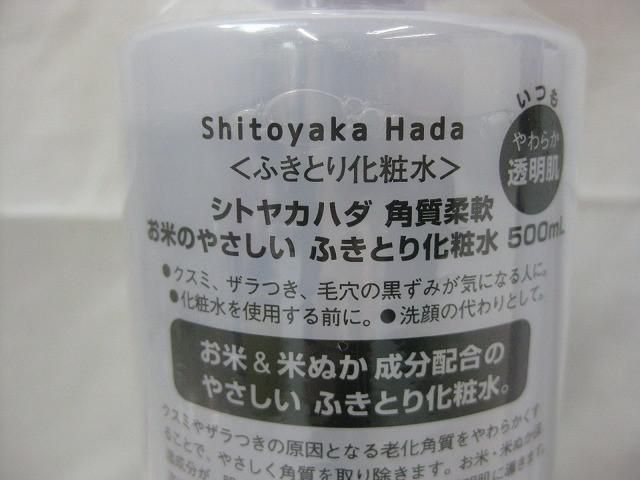 Shitoyaka Hada
＜ふきとり化粧水＞
いつも
やわらか
透明肌
シトヤカハダ 角質柔軟
お米のやさしい ふきとり化粧水 500mL
●クスミ、ザラつき、毛穴の黒ずみが気になる人に。
●化粧水を使用する前に。●洗顔の代わりとして。
お米＆米ぬか 成分配合の
やさしい ふきとり化粧水。
クスミやザラつきの原因となる老化角質をやわらかくす
ることで、やさしく角質を取り除きます。お米・米ぬか
成分が、